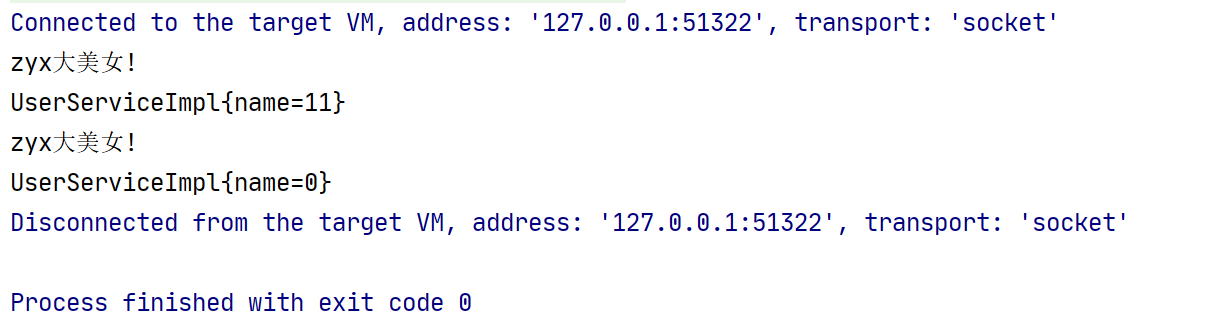 Connected to the target VM, address: '127.0.0.1:51322', transport: 'socket'
zyx大美女!
UserServiceImpl{name=11}
zyx大美女!
UserServiceImpl{name=0}
Disconnected from the target VM, address: '127.0.0.1:51322', transport: 'socket'
Process finished with exit code 0